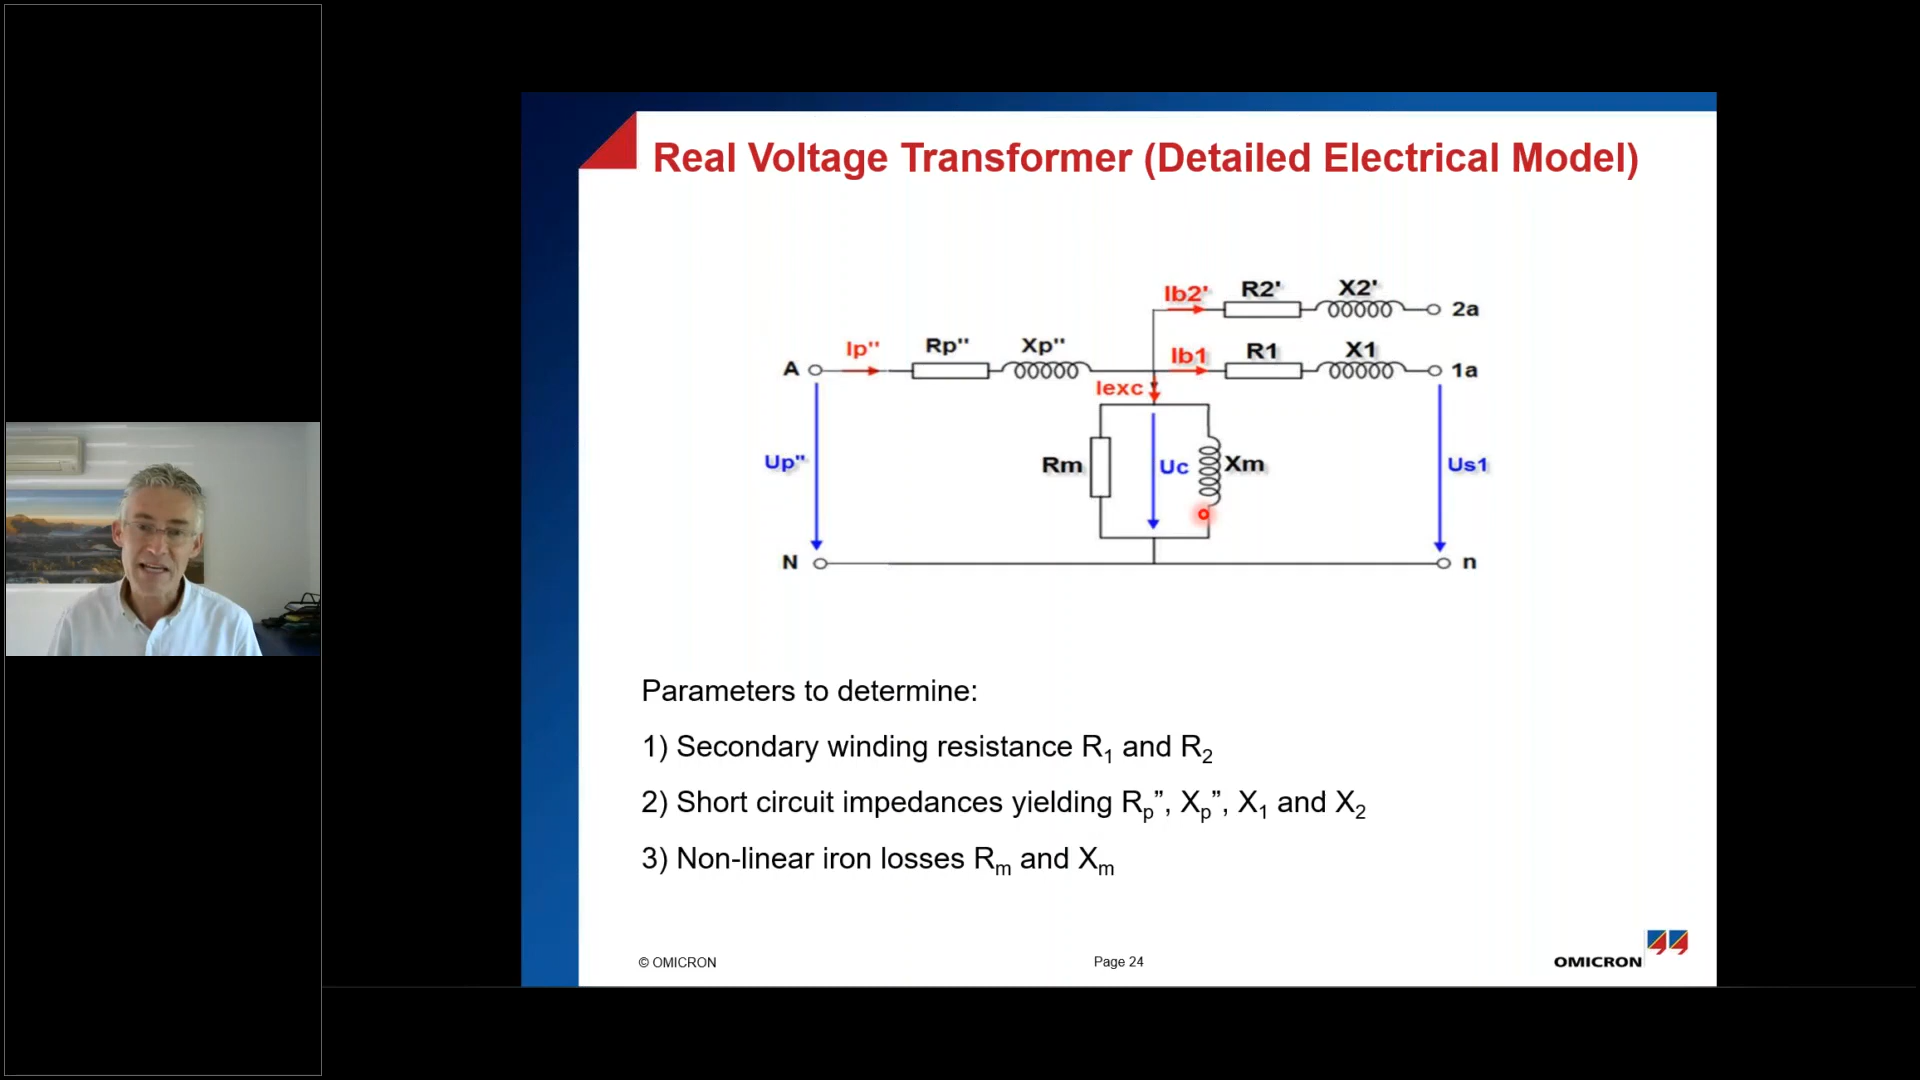 Real Voltage Transformer (Detailed Electrical Model)
Ib2' R2' X2' 2a
A Ip'' Rp'' Xp'' Ib1 R1 X1 1a
Iexc
Up'' Rm Uc Xm Us1
N n
Parameters to determine:
1) Secondary winding resistance R1 and R2
2) Short circuit impedances yielding Rp”, Xp”, X1 and X2
3) Non-linear iron losses Rm and Xm
© OMICRON Page 24 OMICRON